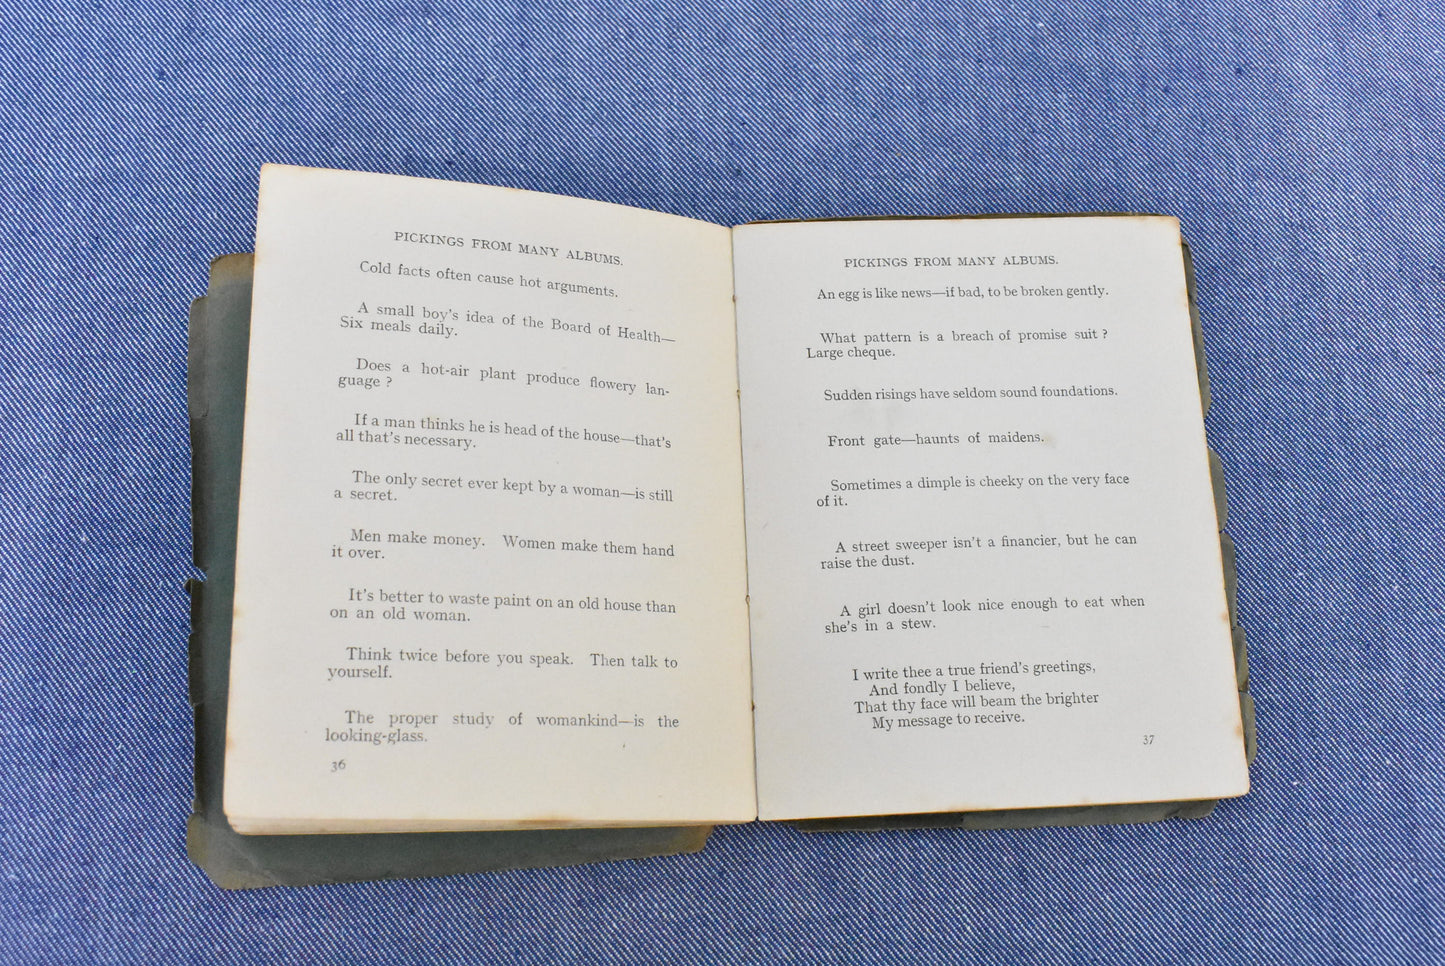 PICKINGS FROM MANY ALBUMS.
Cold facts often cause hot arguments.
A small boy's idea of the Board of Health—
Six meals daily.
Does a hot-air plant produce flowery lan-
guage ?
If a man thinks he is head of the house—that's
all that's necessary.
The only secret ever kept by a woman—is still
a secret.
Men make money. Women make them hand
it over.
It's better to waste paint on an old house than
on an old woman.
Think twice before you speak. Then talk to
yourself.
The proper study of womankind—is the
looking-glass.
36
PICKINGS FROM MANY ALBUMS.
An egg is like news—if bad, to be broken gently.
What pattern is a breach of promise suit ?
Large cheque.
Sudden risings have seldom sound foundations.
Front gate—haunts of maidens.
Sometimes a dimple is cheeky on the very face
of it.
A street sweeper isn't a financier, but he can
raise the dust.
A girl doesn't look nice enough to eat when
she's in a stew.
I write thee a true friend's greetings,
And fondly I believe,
That thy face will beam the brighter
My message to receive.
37